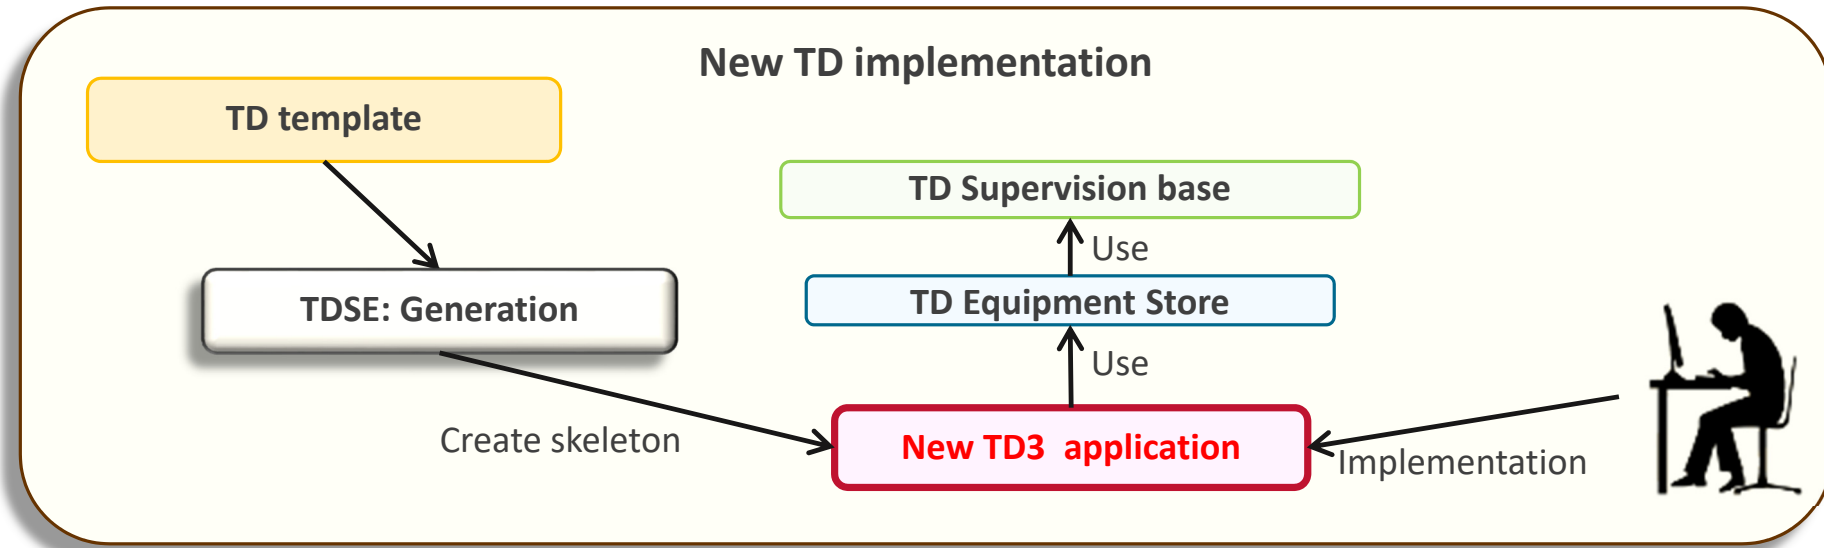 New TD implementation
TD template
TD Supervision base
Use
TDSE: Generation
TD Equipment Store
Use
Create skeleton
New TD3  application
Implementation